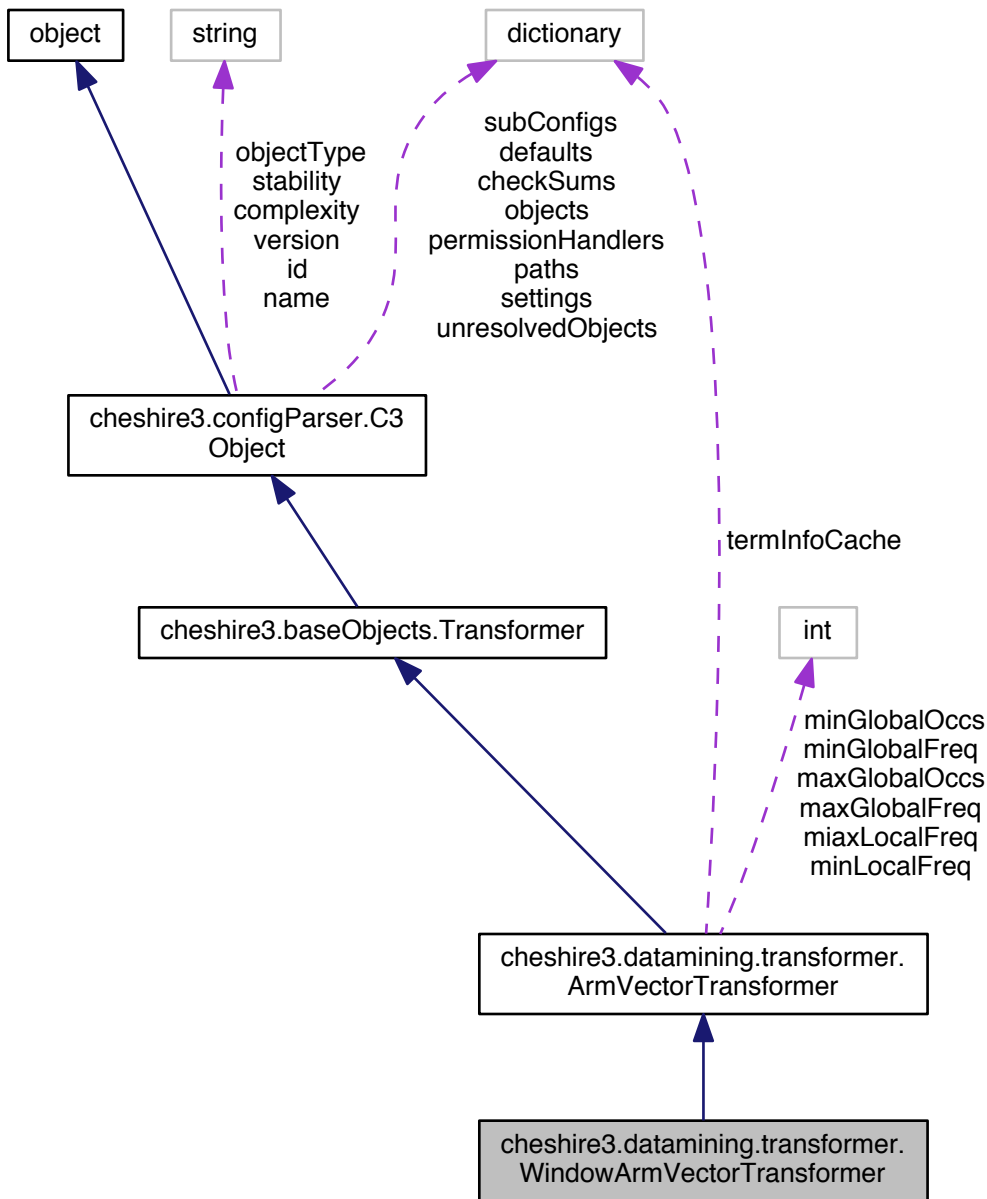 object
string
dictionary
objectType
stability
complexity
version
id
name
subConfigs
defaults
checkSums
objects
permissionHandlers
paths
settings
unresolvedObjects
cheshire3.configParser.C3
Object
termInfoCache
cheshire3.baseObjects.Transformer
int
minGlobalOccs
minGlobalFreq
maxGlobalOccs
maxGlobalFreq
miaxLocalFreq
minLocalFreq
cheshire3.datamining.transformer.
ArmVectorTransformer
cheshire3.datamining.transformer.
WindowArmVectorTransformer